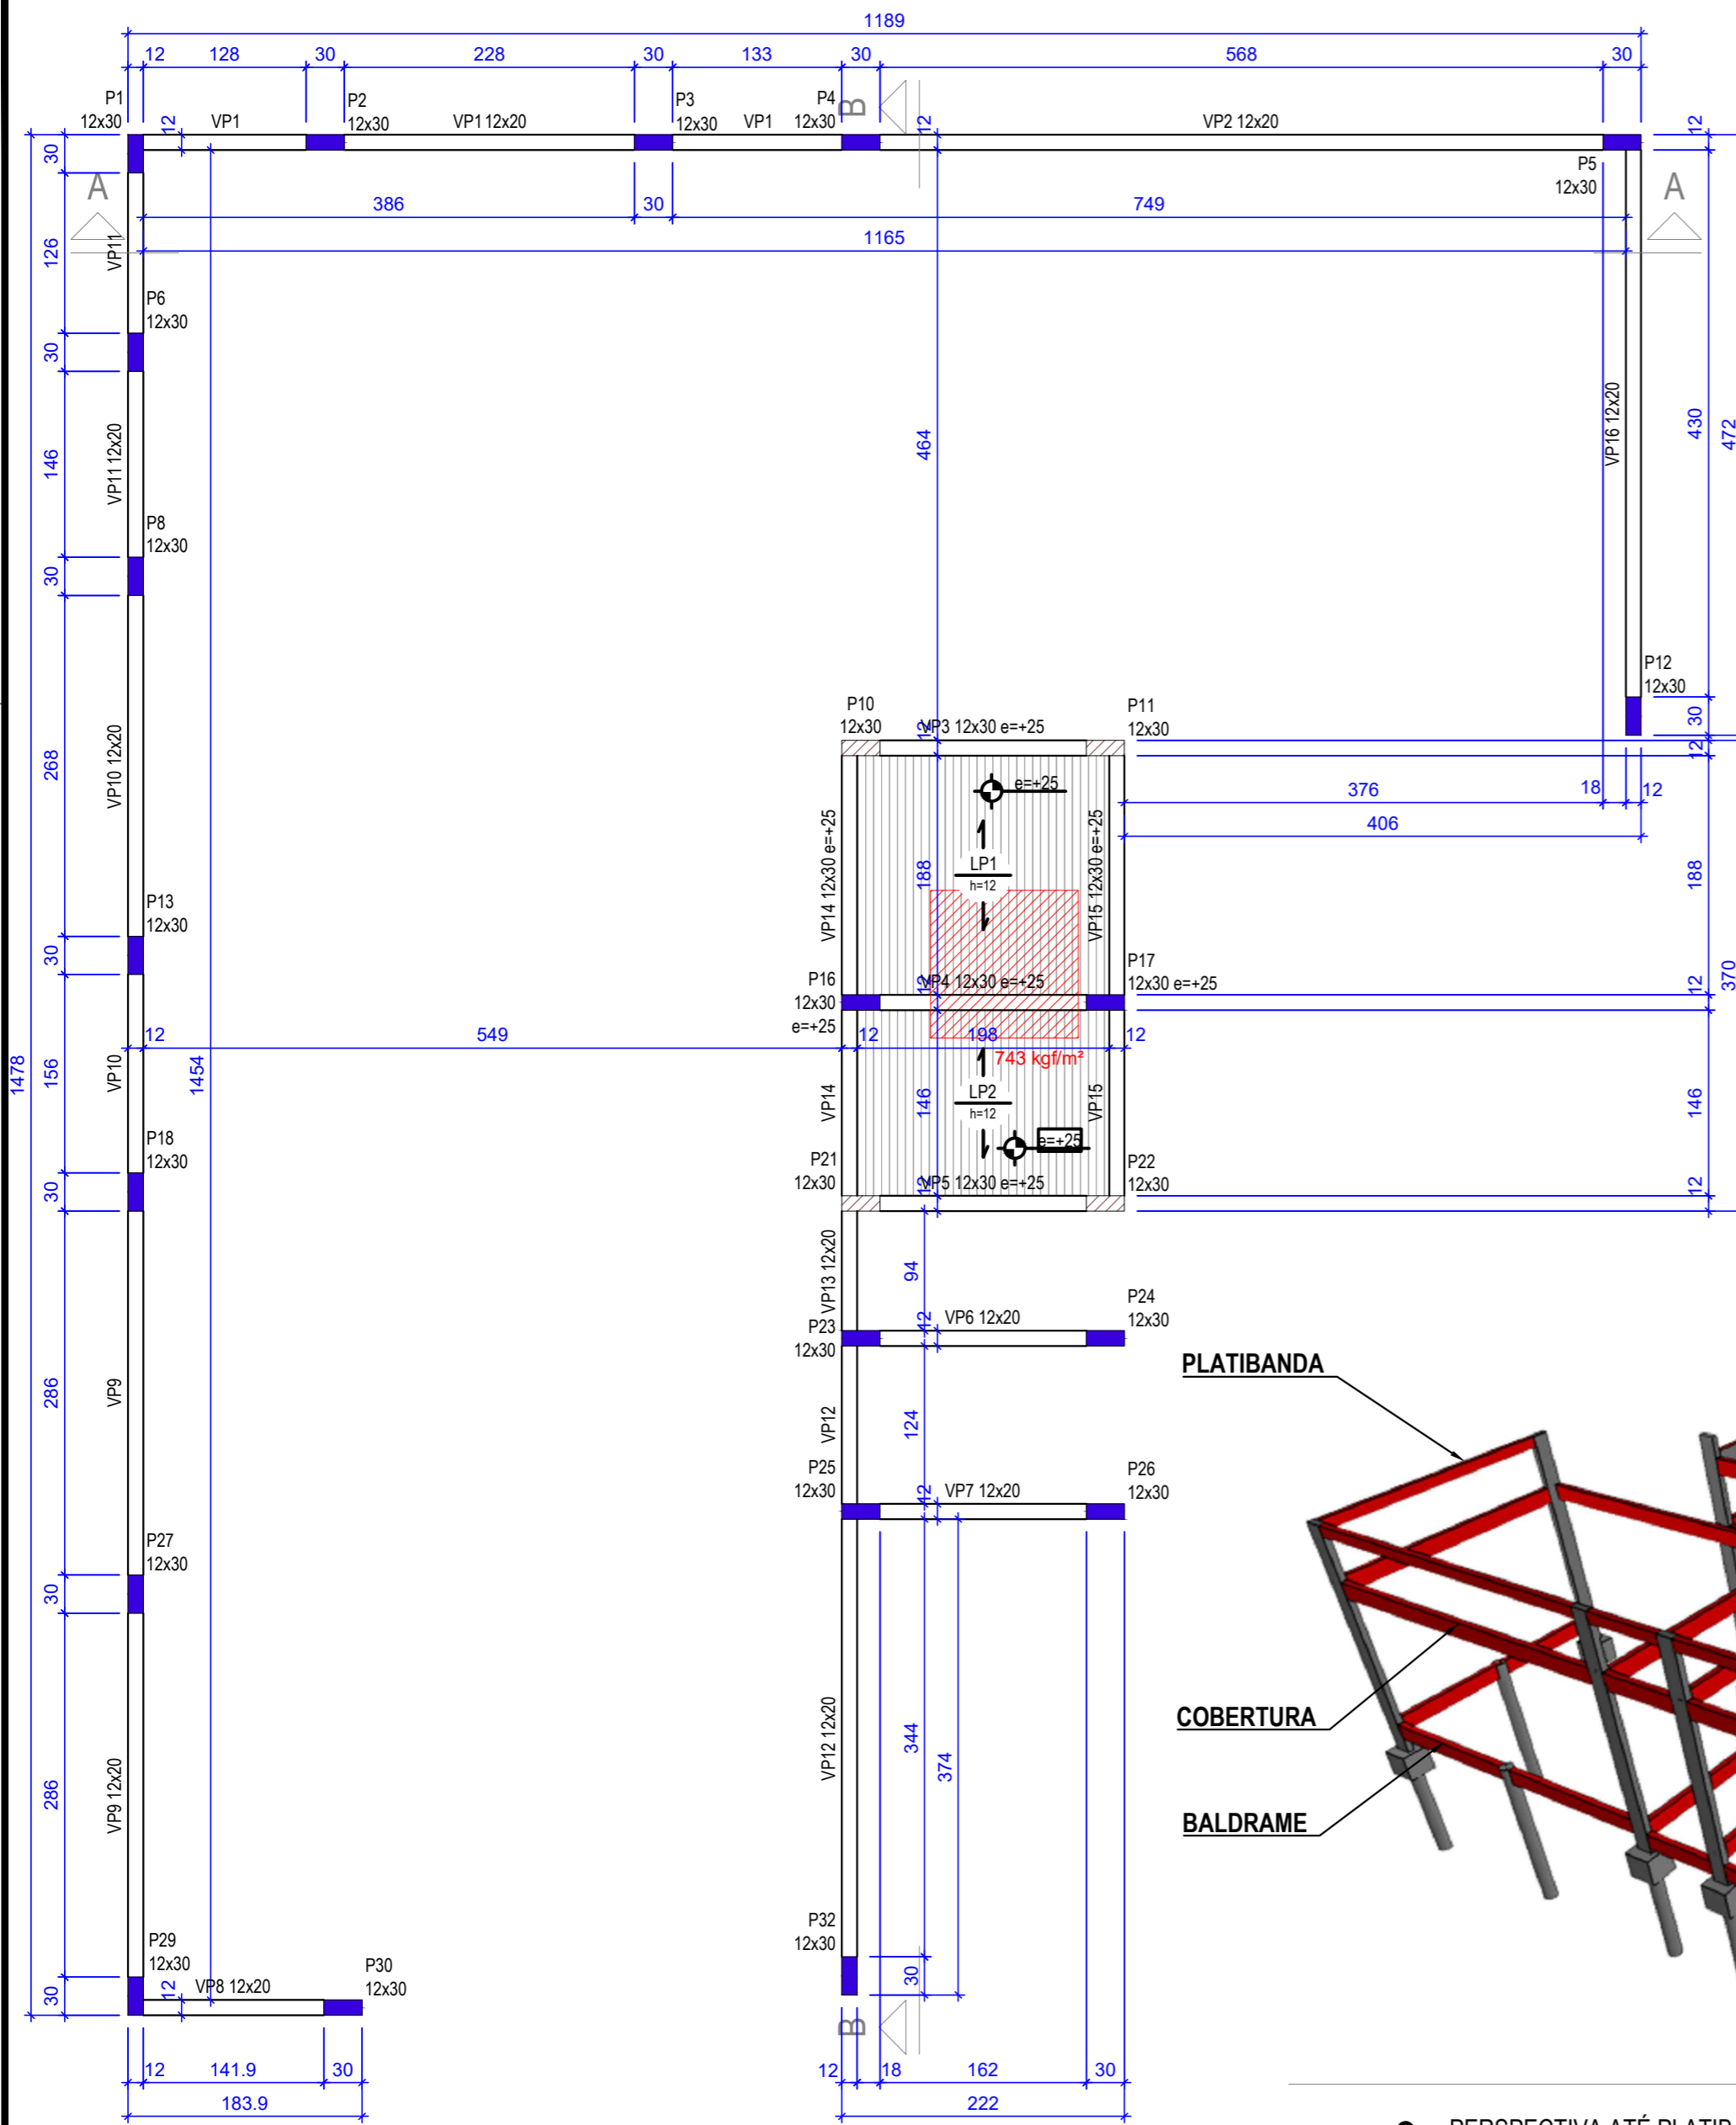 1189
12 128 30 228 30 133 30 568 30
P1
12x30
VP1
P2
12x30
VP1 12x20
P3
12x30
VP1
P4
12x30
B
VP2 12x20
12
12
12
P5
12x30
30
A
A
386 30 749
1165
126
VP11
P6
12x30
30
146
VP11 12x20
464
VP16 12x20
430
472
P8
12x30
30
P12
12x30
30
268
VP10 12x20
P10
12x30
VP3 12x30 e=+25
12
P11
12x30
12
e=+25
376 18 12
406
VP14 12x30 e=+25
LP1
h=12
188
VP15 12x30 e=+25
188
P13
12x30
30
P16
12x30
e=+25
VP4 12x30 e=+25
12
P17
12x30 e=+25
12
370
12 549 12 198 12
743 kgf/m²
1478
156
VP10
1454
VP14
LP2
h=12
146
VP15
146
e=+25
P18
12x30
30
P21
12x30
VP5 12x30 e=+25
12
P22
12x30
12
VP13 12x20
94
P23
12x30
VP6 12x20
12
P24
12x30
286
VP9
VP12
124
P25
12x30
VP7 12x20
12
P26
12x30
PLATIBANDA
P27
12x30
30
COBERTURA
286
VP9 12x20
VP12 12x20
344
374
BALDRAME
P32
12x30
30
P29
12x30
30
VP8 12x20
12
P30
12x30
B
12 141.9 30
183.9
12 18 162 30
222
PERSPECTIVA ATÉ PLATIB